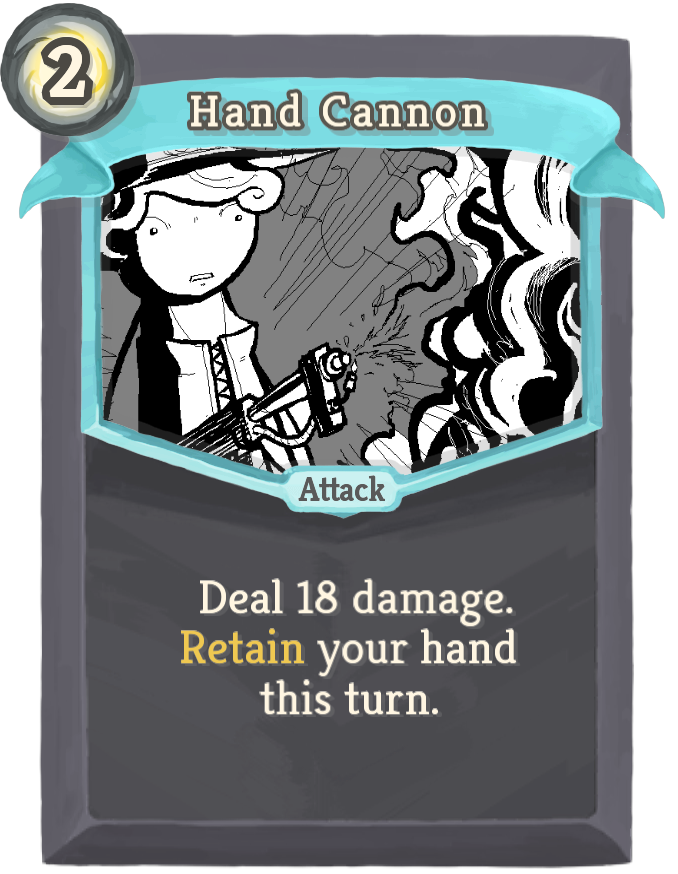 2
Hand Cannon
Attack
Deal 18 damage.
Retain your hand
this turn.